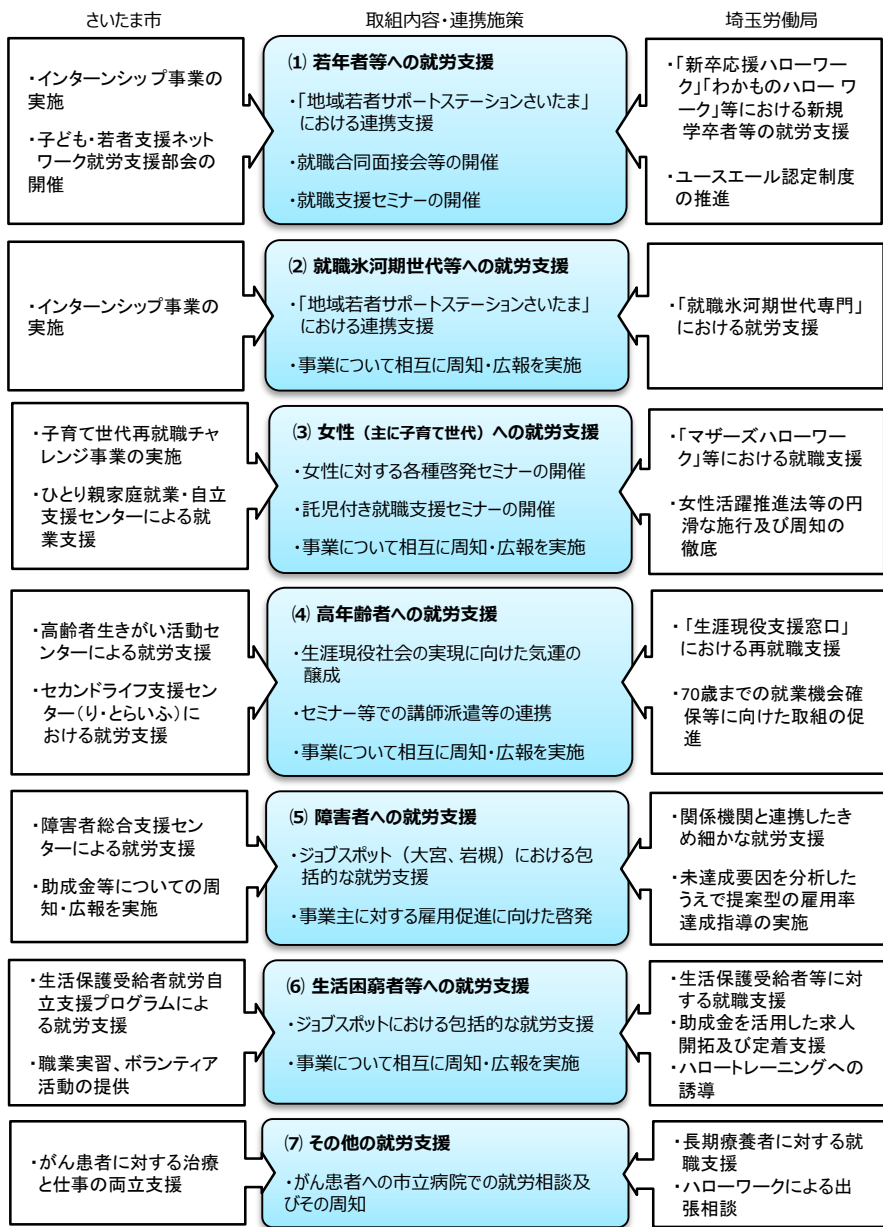 さいたま市
取組内容・連携施策
埼玉労働局
・インターンシップ事業の
実施
・子ども・若者支援ネット
ワーク就労支援部会の
開催
⑴ 若年者等への就労支援
・「地域若者サポートステーションさいたま」
における連携支援
・就職合同面接会等の開催
・就職支援セミナーの開催
・「新卒応援ハローワー
ク」「わかものハロー ワ
ーク」等における新規
学卒者等の就労支援
・ユースエール認定制度
の推進
・インターンシップ事業の
実施
⑵ 就職氷河期世代等への就労支援
・「地域若者サポートステーションさいたま」
における連携支援
・事業について相互に周知・広報を実施
・「就職氷河期世代専門」
における就労支援
・子育て世代再就職チャ
レンジ事業の実施
・ひとり親家庭就業・自立
支援センターによる就
業支援
⑶ 女性（主に子育て世代）への就労支援
・女性に対する各種啓発セミナーの開催
・託児付き就職支援セミナーの開催
・事業について相互に周知・広報を実施
・「マザーズハローワー
ク」等における就職支援
・女性活躍推進法等の円
滑な施行及び周知の
徹底
・高齢者生きがい活動セ
ンターによる就労支援
・セカンドライフ支援セン
ター（り・とらいふ）に
おける就労支援
⑷ 高年齢者への就労支援
・生涯現役社会の実現に向けた気運の
醸成
・セミナー等での講師派遣等の連携
・事業について相互に周知・広報を実施
・「生涯現役支援窓口」
における再就職支援
・70歳までの就業機会確
保等に向けた取組の促
進
・障害者総合支援セン
ターによる就労支援
・助成金等についての周
知・広報を実施
⑸ 障害者への就労支援
・ジョブスポット（大宮、岩槻）における包
括的な就労支援
・事業主に対する雇用促進に向けた啓発
・関係機関と連携したき
め細かな就労支援
・未達成要因を分析した
うえで提案型の雇用率
達成指導の実施
・生活保護受給者就労自
立支援プログラムによ
る就労支援
・職業実習、ボランティア
活動の提供
⑹ 生活困窮者等への就労支援
・ジョブスポットにおける包括的な就労支援
・事業について相互に周知・広報を実施
・生活保護受給者等に対
する就職支援
・助成金を活用した求人
開拓及び定着支援
・ハロートレーニングへの
誘導
・がん患者に対する治療
と仕事の両立支援
⑺ その他の就労支援
・がん患者への市立病院での就労相談及
びその周知
・長期療養者に対する就
職支援
・ハローワークによる出
張相談